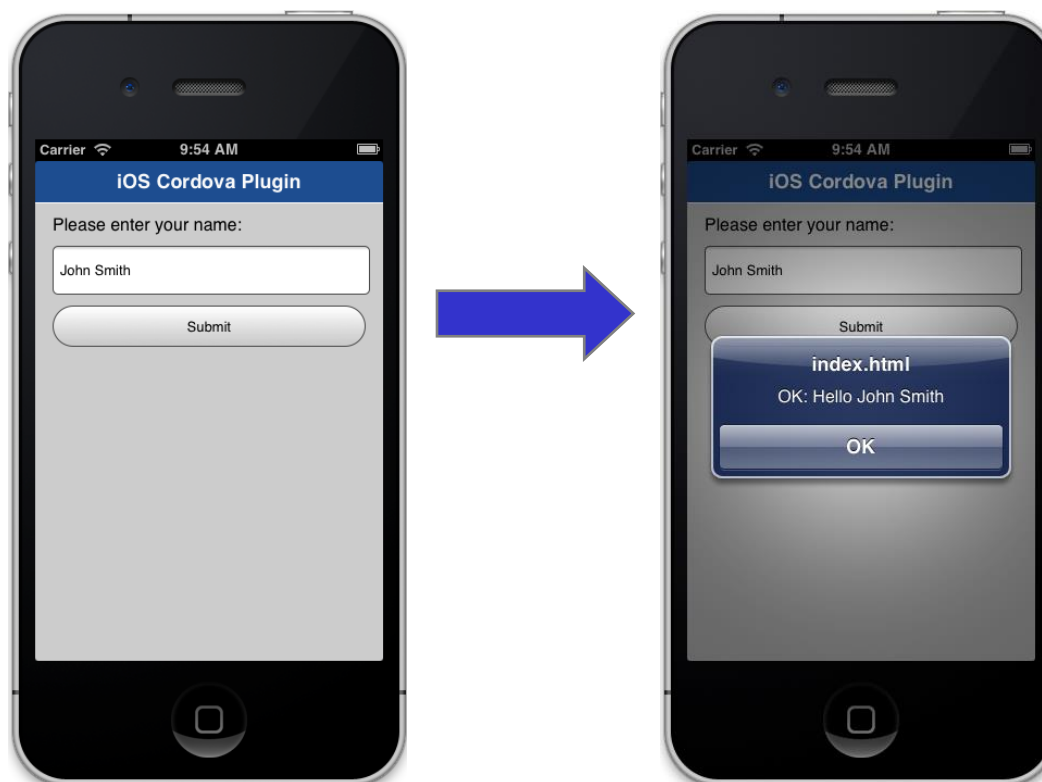 Carrier 9:54 AM
iOS Cordova Plugin
Please enter your name:
John Smith
Submit
Carrier 9:54 AM
iOS Cordova Plugin
Please enter your name:
John Smith
Submit
index.html
OK: Hello John Smith
OK